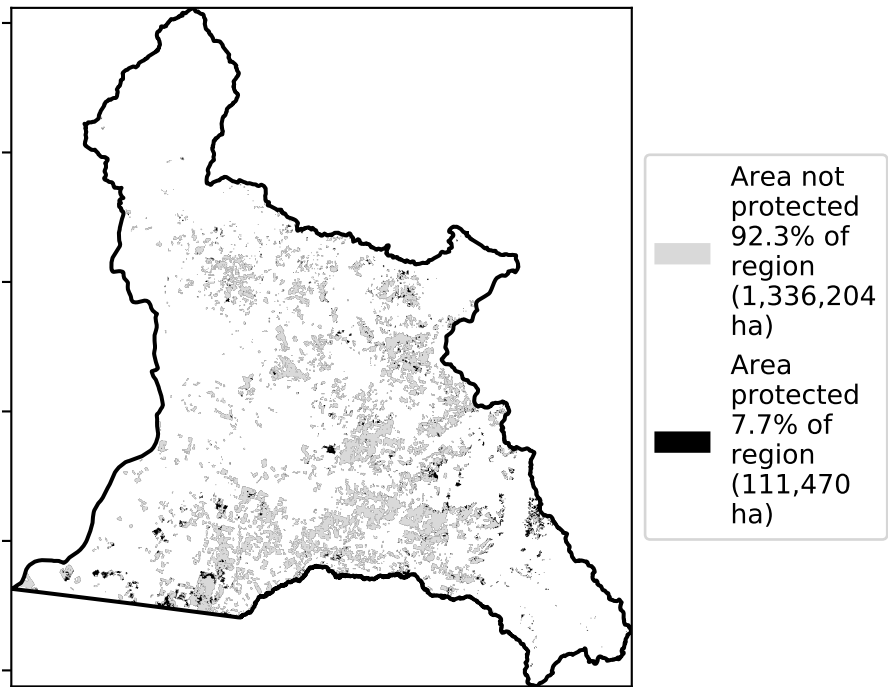 Area not
protected
92.3% of
region
(1,336,204
ha)
Area
protected
7.7% of
region
(111,470
ha)